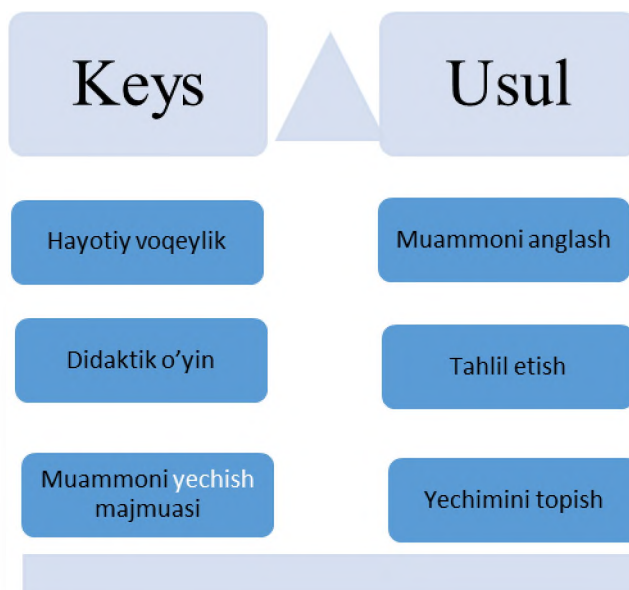 Keys
Usul
Hayotiy voqeylik
Muammoni anglash
Didaktik o’yin
Tahlil etish
Muammoni yechish
majmuasi
Yechimini topish